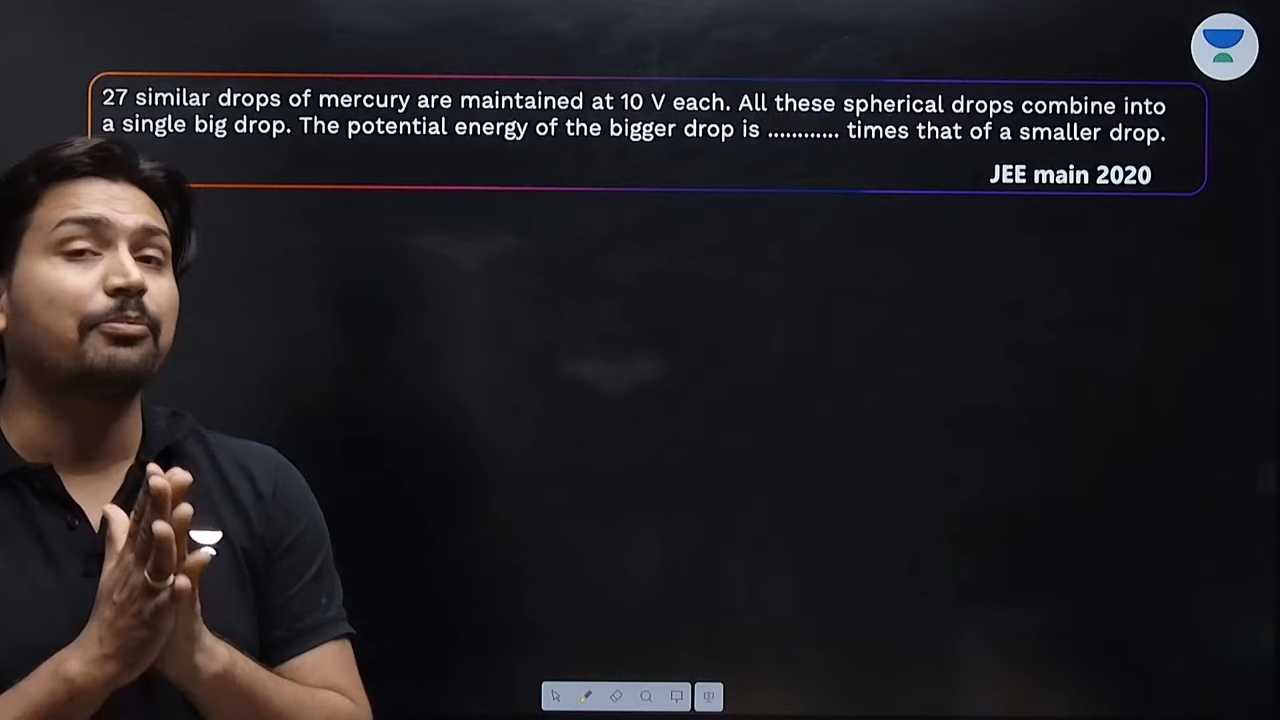 27 similar drops of mercury are maintained at 10 V each. All these spherical drops combine into
a single big drop. The potential energy of the bigger drop is ............ times that of a smaller drop.
JEE main 2020